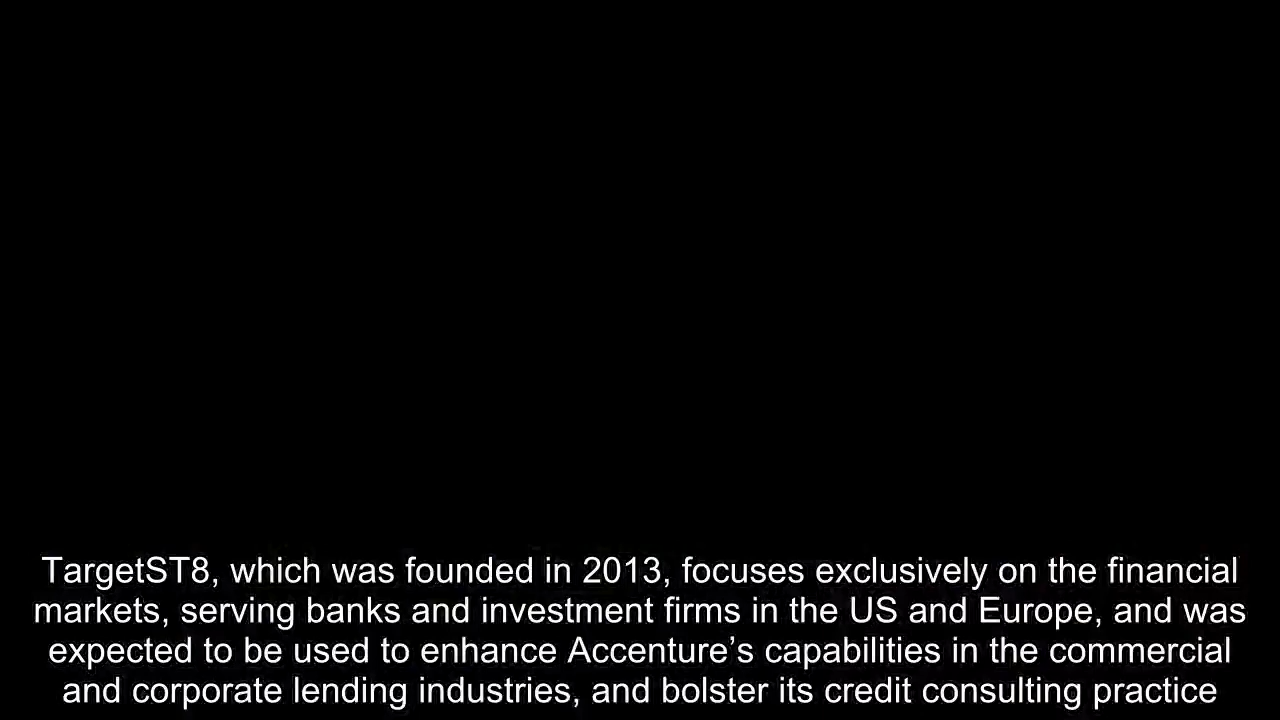 TargetST8, which was founded in 2013, focuses exclusively on the financial
markets, serving banks and investment firms in the US and Europe, and was
expected to be used to enhance Accenture’s capabilities in the commercial
and corporate lending industries, and bolster its credit consulting practice